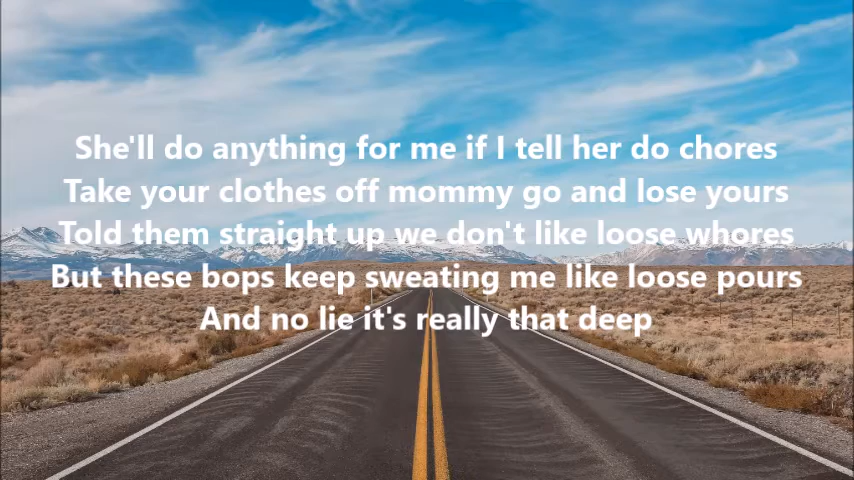 She'll do anything for me if I tell her do chores
Take your clothes off mommy go and lose yours
Told them straight up we don't like loose whores
But these bops keep sweating me like loose pours
And no lie it's really that deep